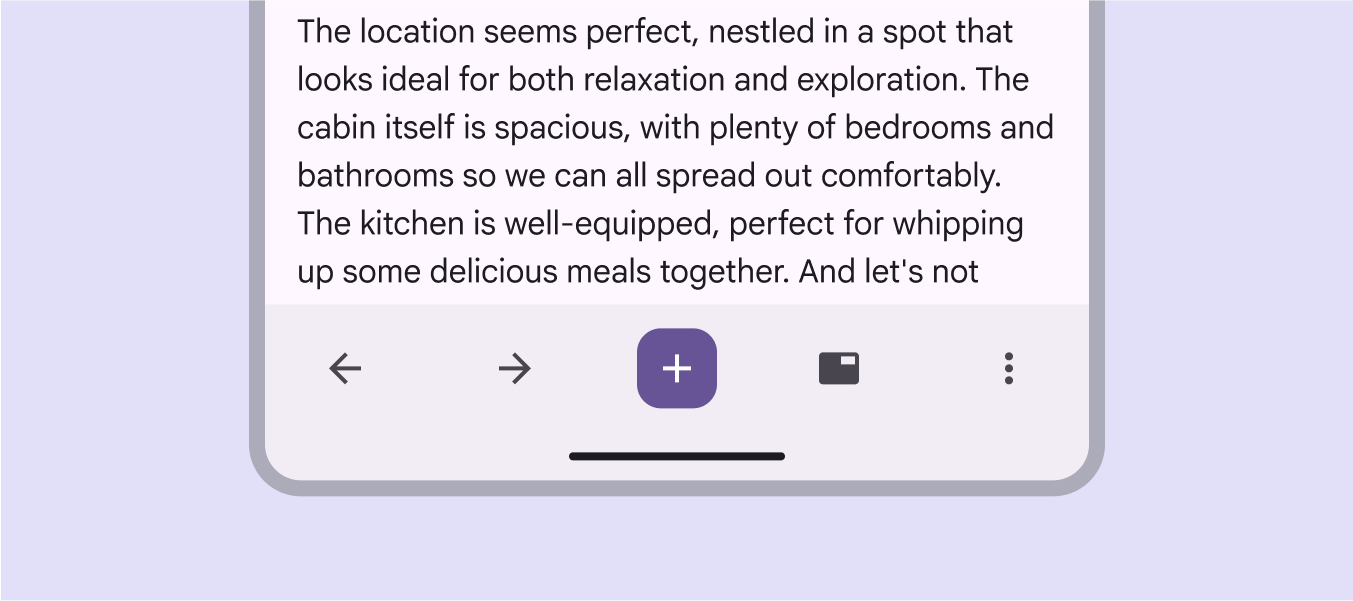 The location seems perfect, nestled in a spot that
looks ideal for both relaxation and exploration. The
cabin itself is spacious, with plenty of bedrooms and
bathrooms so we can all spread out comfortably.
The kitchen is well-equipped, perfect for whipping
up some delicious meals together. And let's not